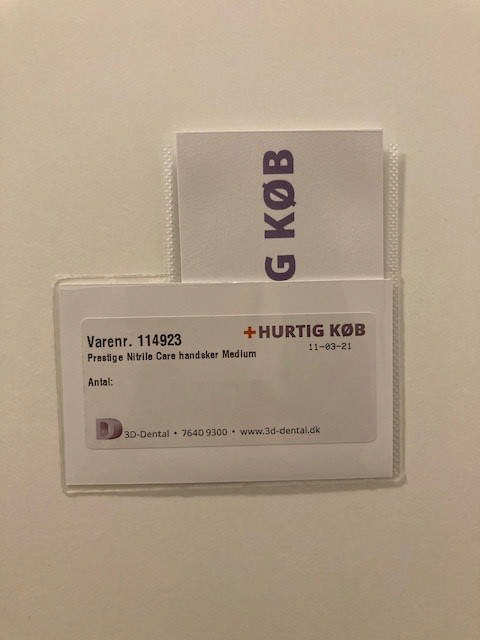 G KØB
+HURTIG KØB
Varenr. 114923
11-03-21
Prestige Nitrile Care handsker Medium
Antal:
3D-Dental • 7640 9300 • www.3d-dental.dk